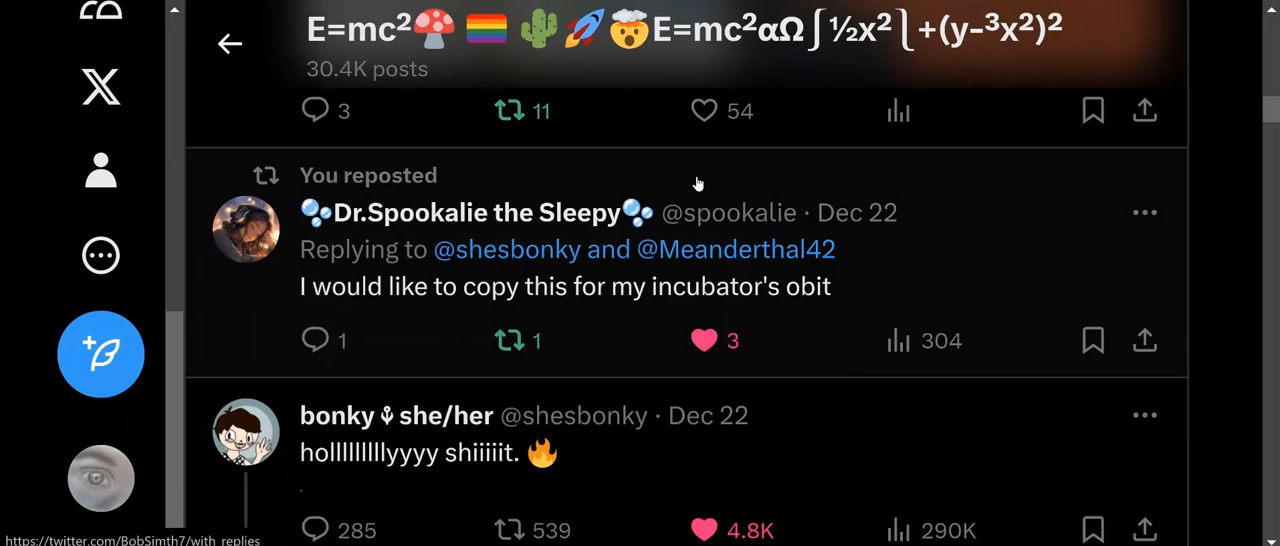 E=mc²🍄 🏳️‍🌈 🌵🚀🤯E=mc²αΩ⎰½x²⎱+(y-³x²)²
30.4K posts
3 11 54
You reposted
🫧Dr.Spookalie the Sleepy🫧 @spookalie · Dec 22
Replying to @shesbonky and @Meanderthal42
I would like to copy this for my incubator's obit
1 1 3 304
bonky⚘she/her @shesbonky · Dec 22
hollllllllllyyyy shiiiiit. 🔥
.
285 539 4.8K 290K
https://twitter.com/BobSimth7/with_replies